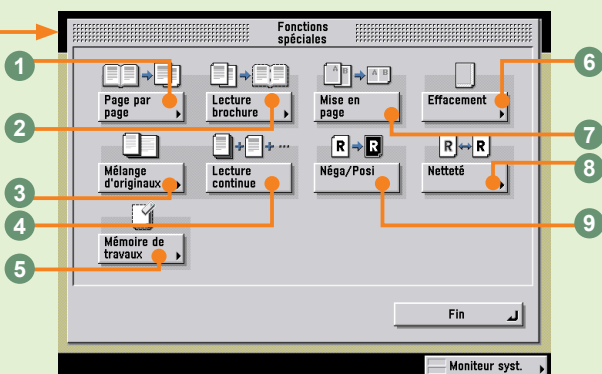 Fonctions
spéciales
1
2
3
4
5
6
7
8
9
Page par
page
Lecture
brochure
A B
A B
Mise en
page
Effacement
Mélange
d'originaux
+ + ...
Lecture
continue
R R
Néga/Posi
R R
Netteté
Mémoire de
travaux
Fin
Moniteur syst.